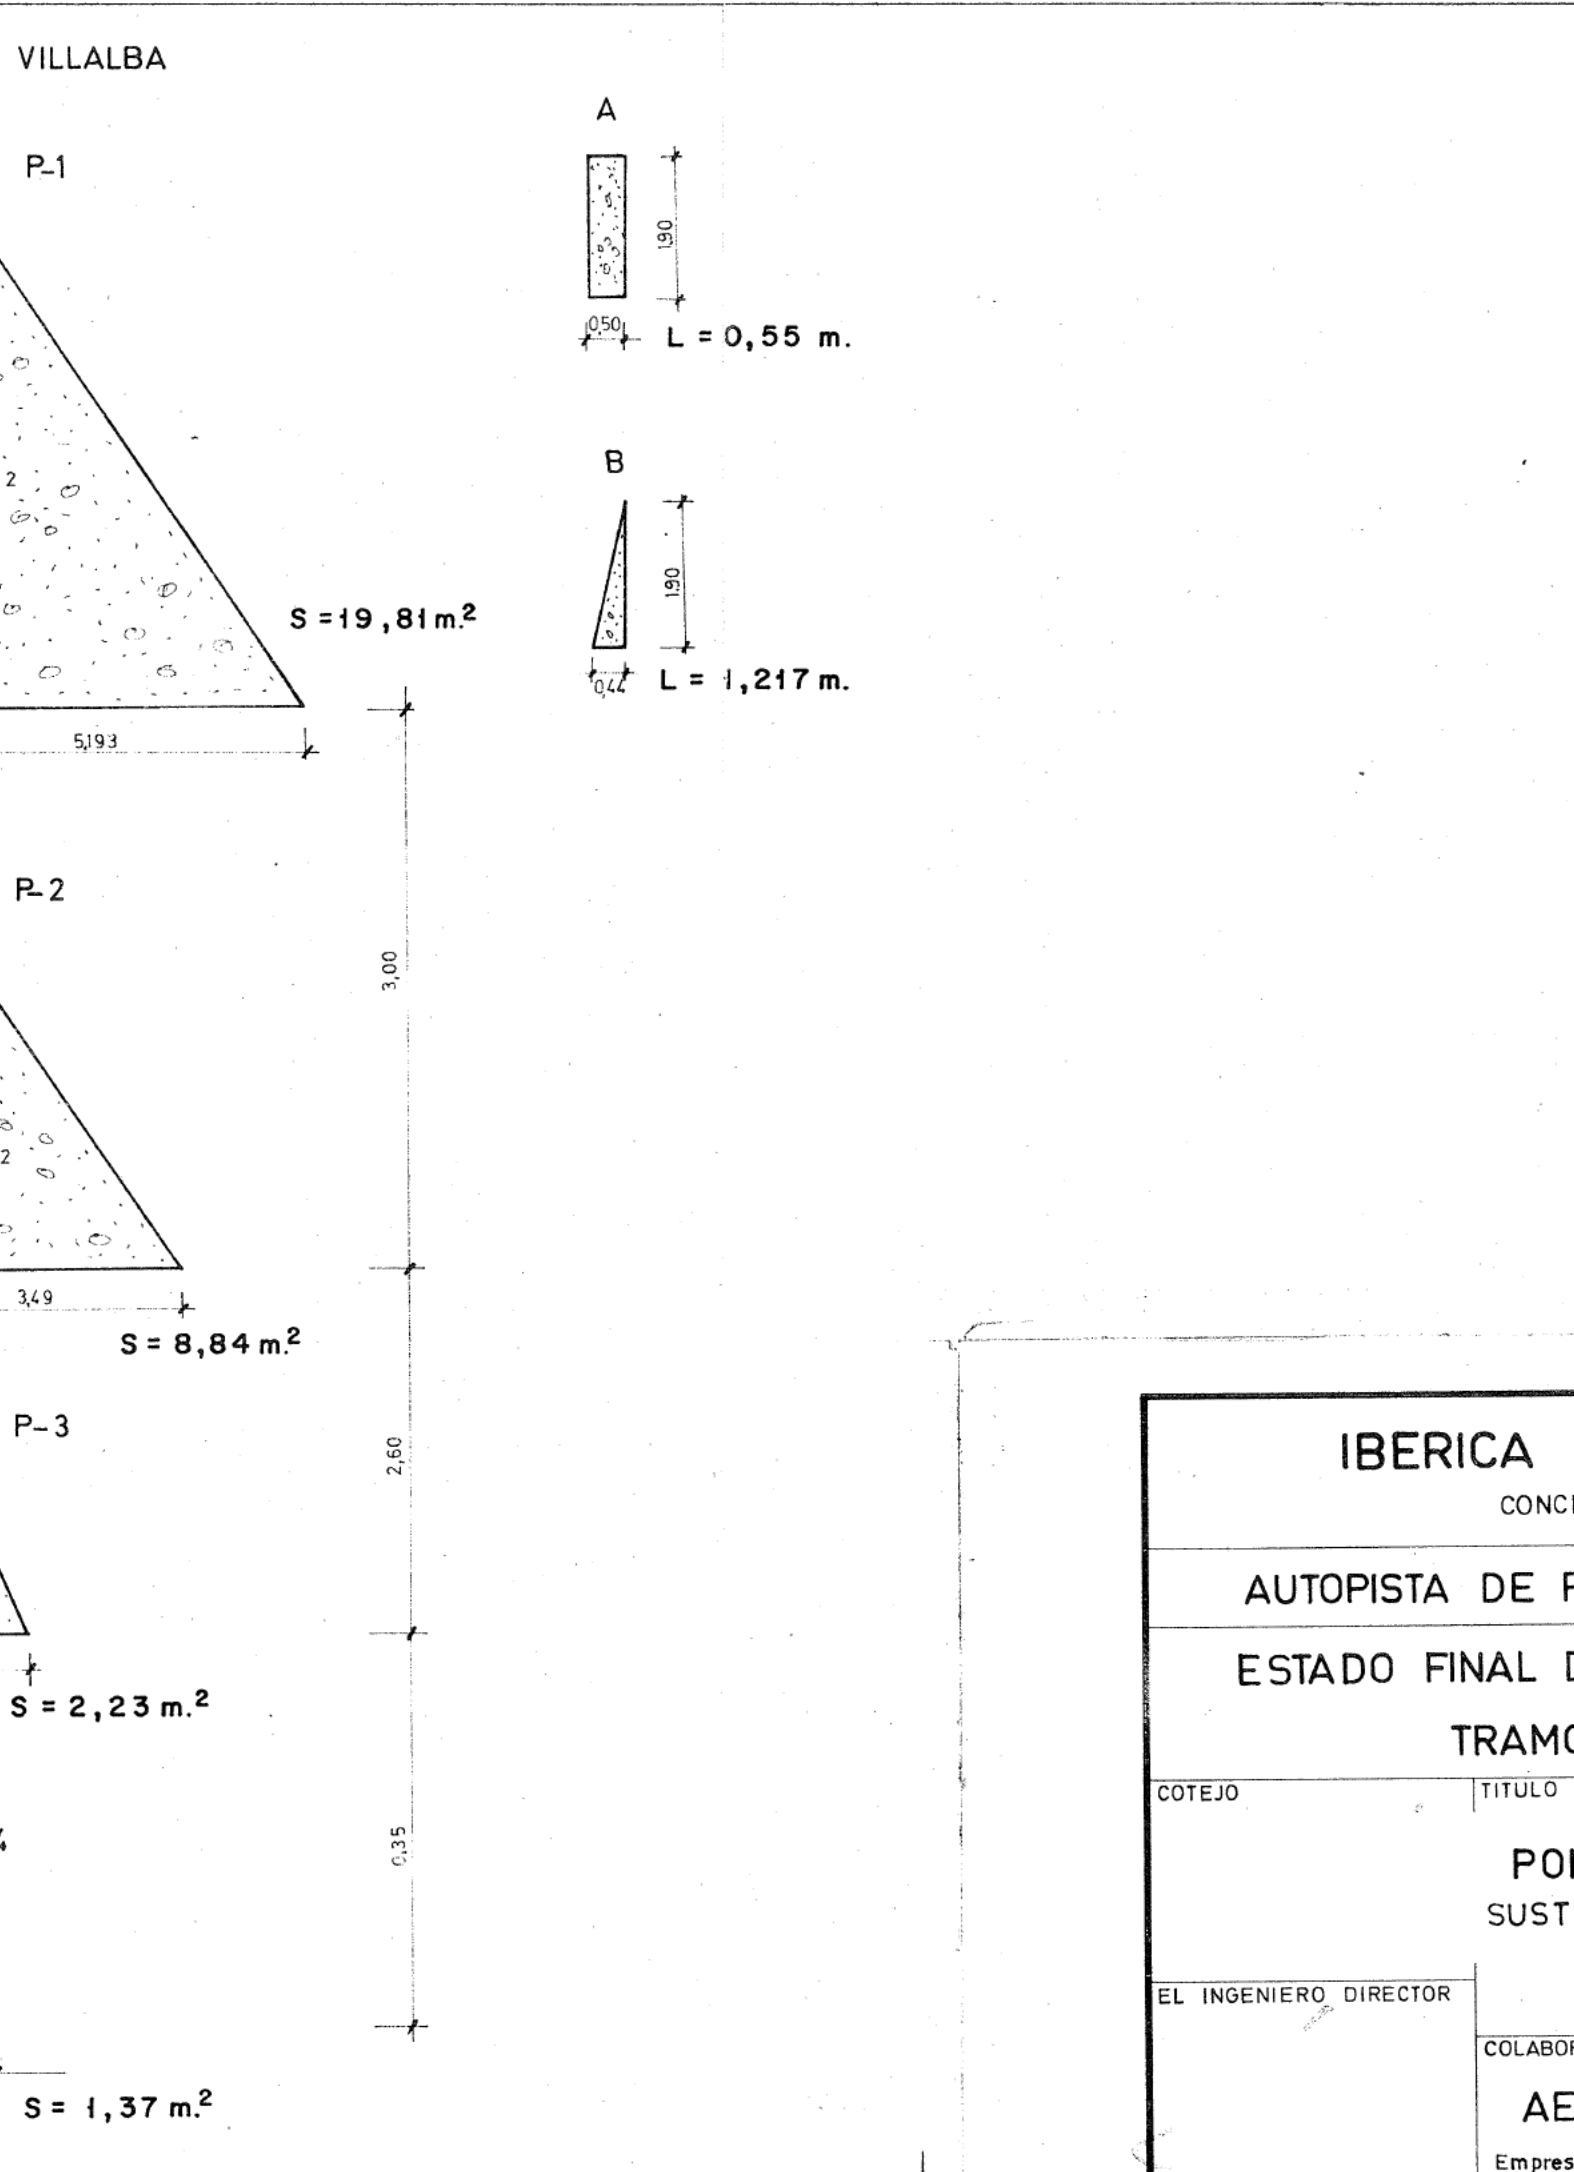 VILLALBA
P-1
2
S = 19,81 m.²
5,193
A
1,90
0,50
L = 0,55 m.
B
1,90
0,44
L = 1,217 m.
P-2
2
3,49
S = 8,84 m.²
3,00
P-3
S = 2,23 m.²
2,60
0,35
S = 1,37 m.²
IBERICA
CONC
AUTOPISTA DE
ESTADO FINAL
TRAMO
COTEJO
TITULO
PO
SUST
EL INGENIERO DIRECTOR
COLABO
AE
Empres